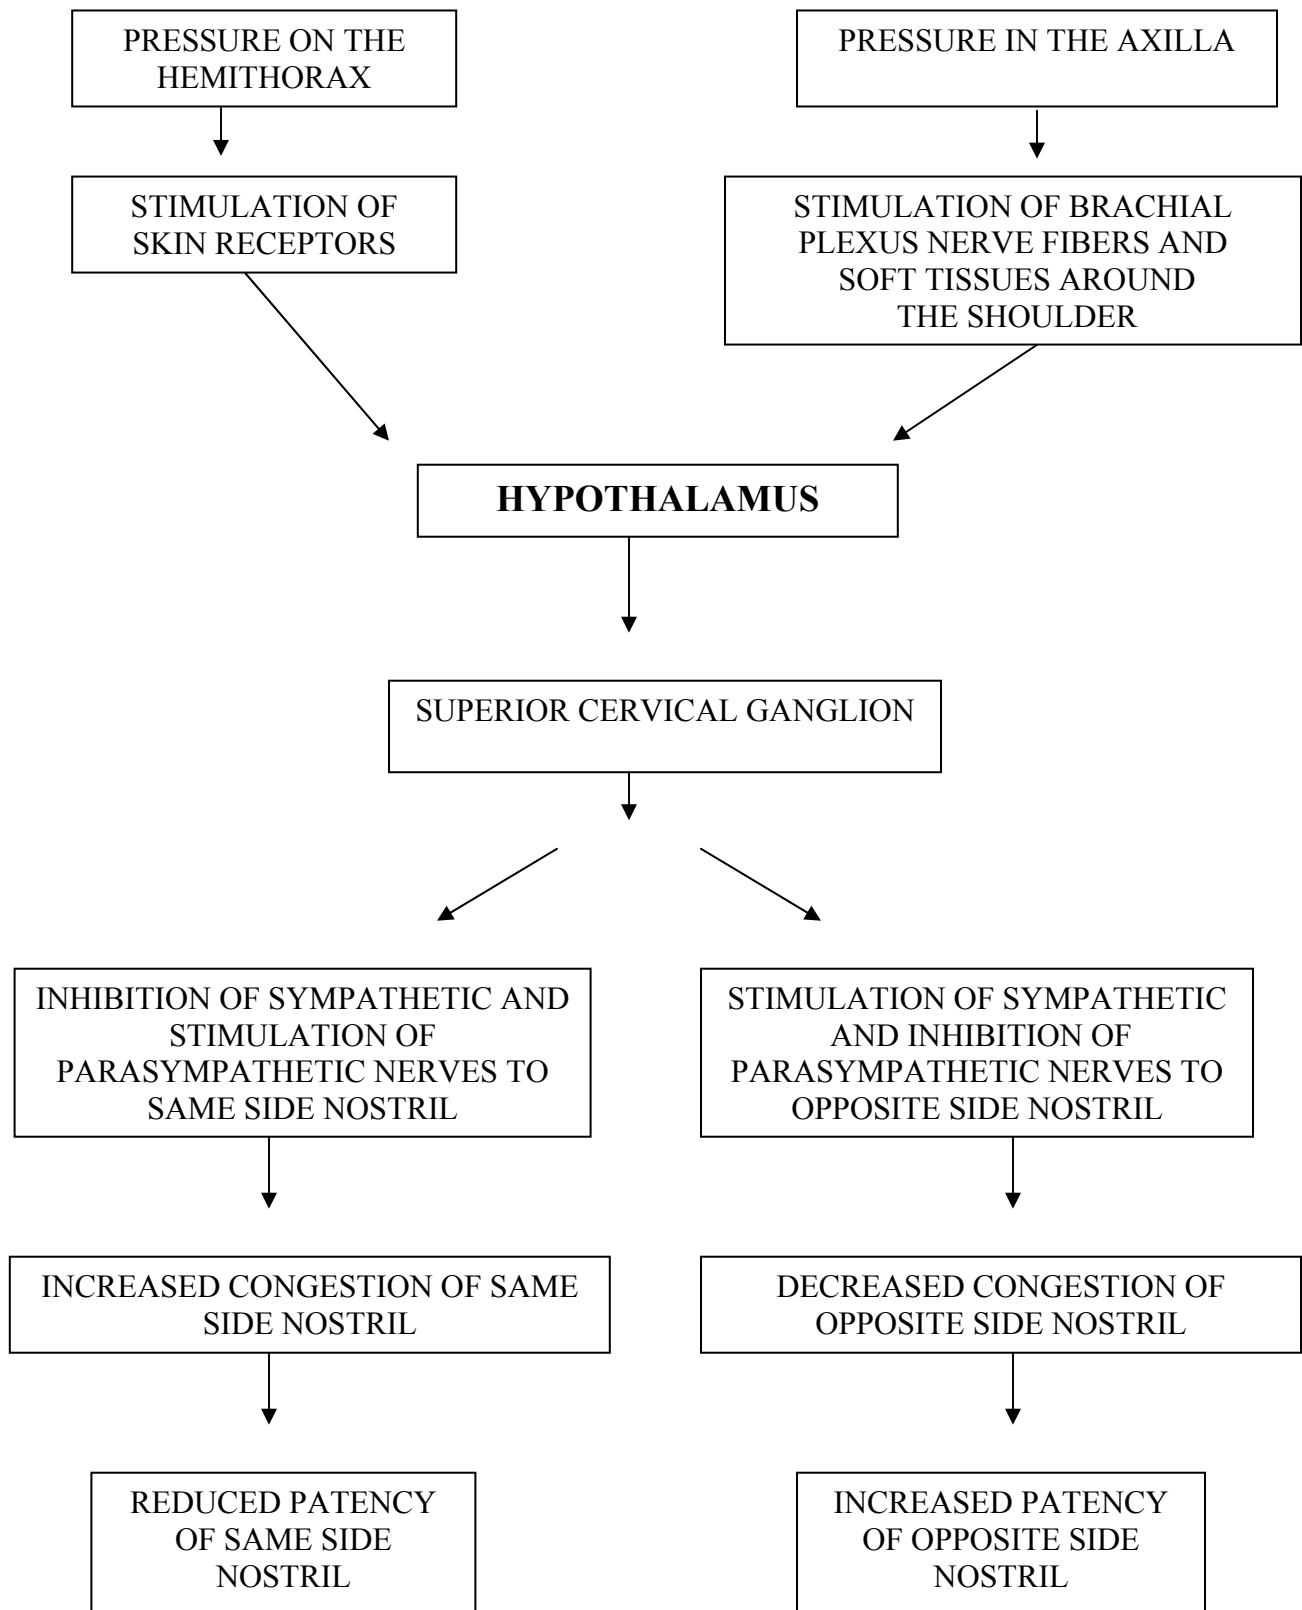 PRESSURE ON THE
HEMITHORAX
PRESSURE IN THE AXILLA
STIMULATION OF
SKIN RECEPTORS
STIMULATION OF BRACHIAL
PLEXUS NERVE FIBERS AND
SOFT TISSUES AROUND
THE SHOULDER
HYPOTHALAMUS
SUPERIOR CERVICAL GANGLION
INHIBITION OF SYMPATHETIC AND
STIMULATION OF
PARASYMPATHETIC NERVES TO
SAME SIDE NOSTRIL
STIMULATION OF SYMPATHETIC
AND INHIBITION OF
PARASYMPATHETIC NERVES TO
OPPOSITE SIDE NOSTRIL
INCREASED CONGESTION OF SAME
SIDE NOSTRIL
DECREASED CONGESTION OF
OPPOSITE SIDE NOSTRIL
REDUCED PATENCY
OF SAME SIDE
NOSTRIL
INCREASED PATENCY
OF OPPOSITE SIDE
NOSTRIL